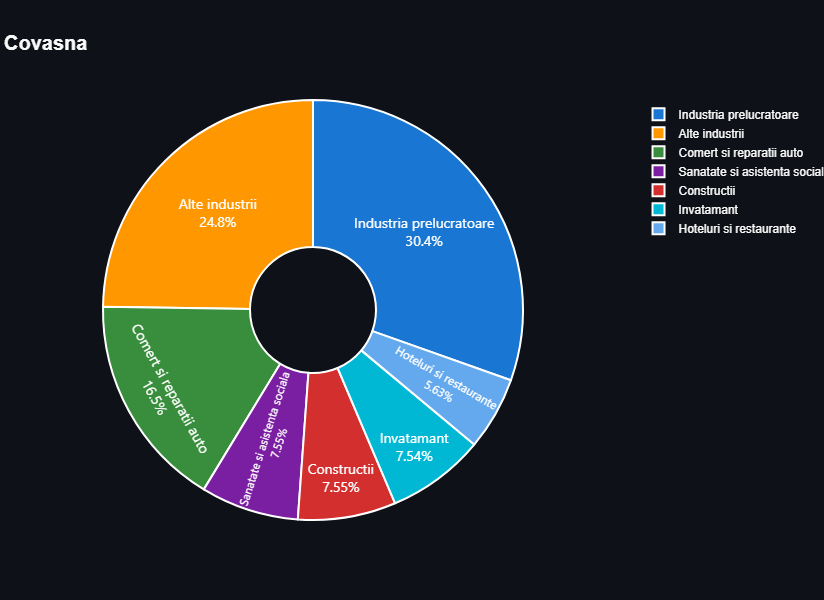 Covasna
Alte industrii
24.8%
Industria prelucratoare
30.4%
Comert si reparatii auto
16.5%
Sanatate si asistenta sociala
7.55%
Constructii
7.55%
Invatamant
7.54%
Hoteluri si restaurante
5.63%
Industria prelucratoare
Alte industrii
Comert si reparatii auto
Sanatate si asistenta social
Constructii
Invatamant
Hoteluri si restaurante